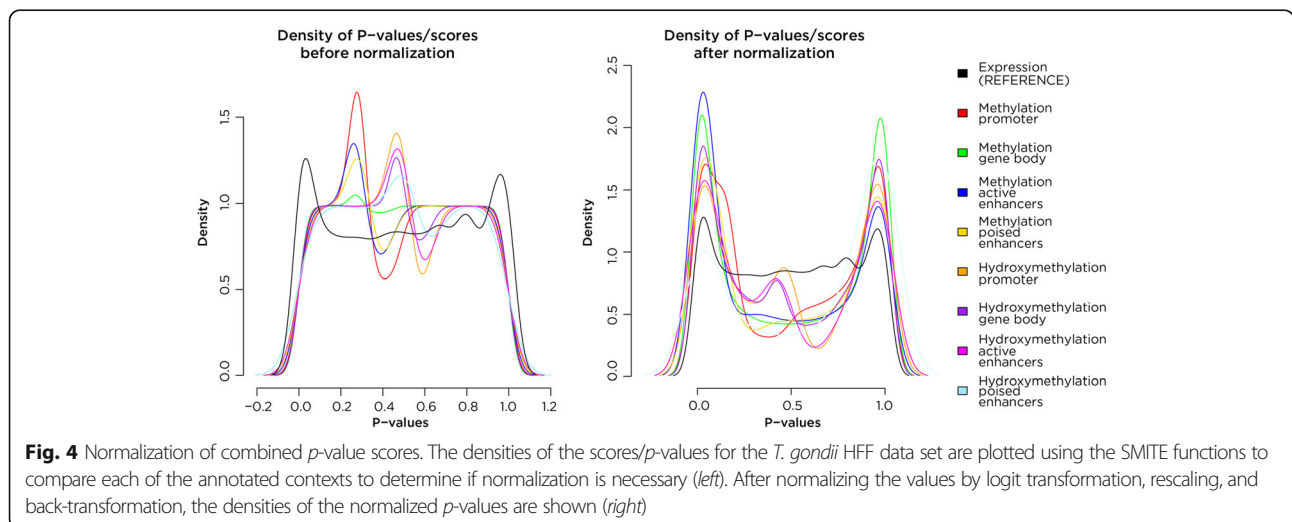 Density of P−values/scores
before normalization
Density
0.0
0.5
1.0
1.5
−0.2
0.0
0.2
0.4
0.6
0.8
1.0
1.2
P−values
Density of P−values/scores
after normalization
Density
0.0
0.5
1.0
1.5
2.0
2.5
0.0
0.5
1.0
P−values
Expression
(REFERENCE)
Methylation
promoter
Methylation
gene body
Methylation
active
enhancers
Methylation
poised
enhancers
Hydroxymethylation
promoter
Hydroxymethylation
gene body
Hydroxymethylation
active
enhancers
Hydroxymethylation
poised
enhancers
Fig. 4 Normalization of combined p-value scores. The densities of the scores/p-values for the T. gondii HFF data set are plotted using the SMITE functions to
compare each of the annotated contexts to determine if normalization is necessary (left). After normalizing the values by logit transformation, rescaling, and
back-transformation, the densities of the normalized p-values are shown (right)